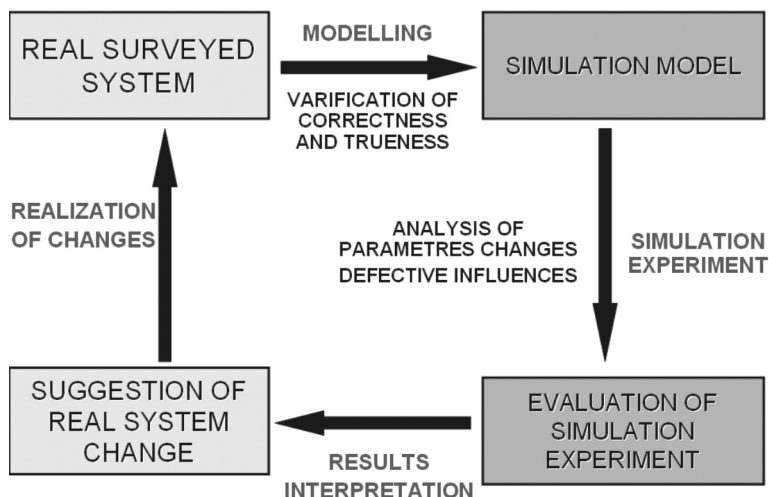 REAL SURVEYED
SYSTEM
MODELLING
VARIFICATION OF
CORRECTNESS
AND TRUENESS
SIMULATION MODEL
REALIZATION
OF CHANGES
ANALYSIS OF
PARAMETRES CHANGES
DEFECTIVE INFLUENCES
SIMULATION
EXPERIMENT
SUGGESTION OF
REAL SYSTEM
CHANGE
RESULTS
INTERPRETATION
EVALUATION OF
SIMULATION
EXPERIMENT